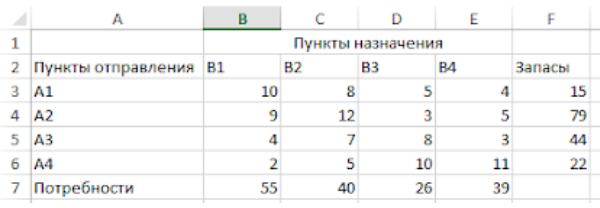 A B C D E F
1 Пункты назначения
2 Пункты отправления B1 B2 B3 B4 Запасы
3 A1 10 8 5 4 15
4 A2 9 12 3 5 79
5 A3 4 7 8 3 44
6 A4 2 5 10 11 22
7 Потребности 55 40 26 39